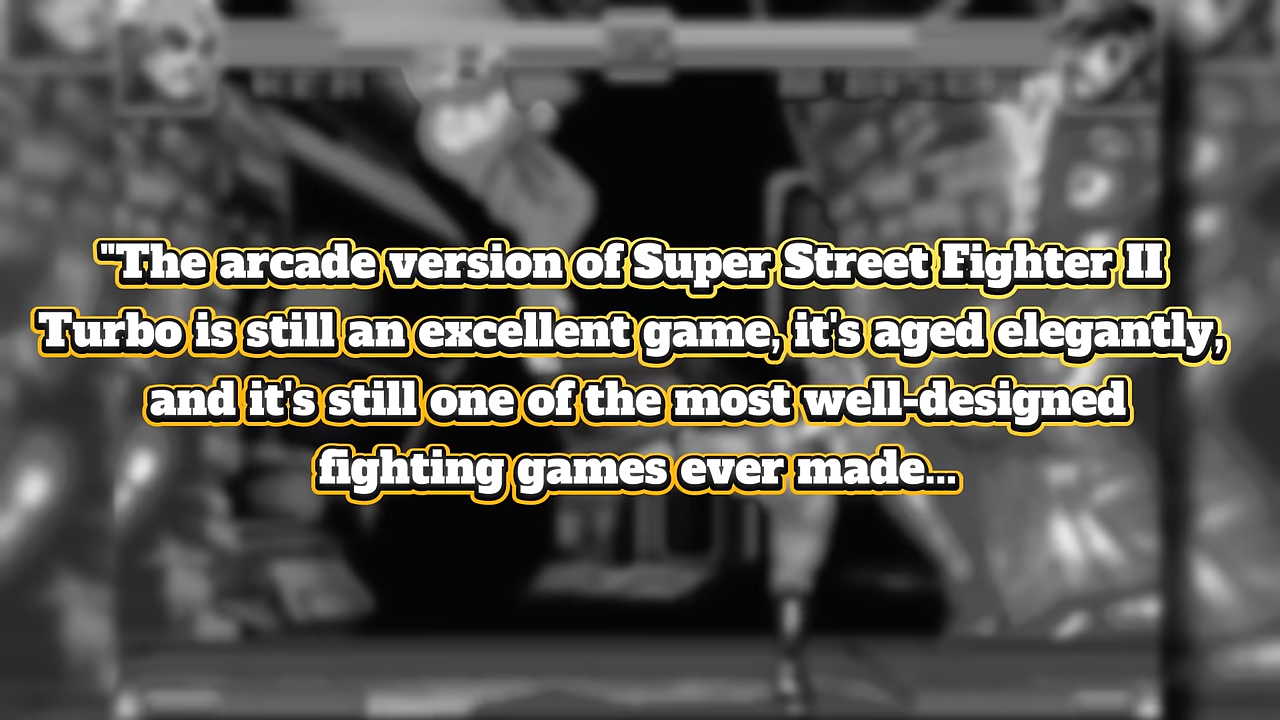 "The arcade version of Super Street Fighter II
Turbo is still an excellent game, it's aged elegantly,
and it's still one of the most well-designed
fighting games ever made...